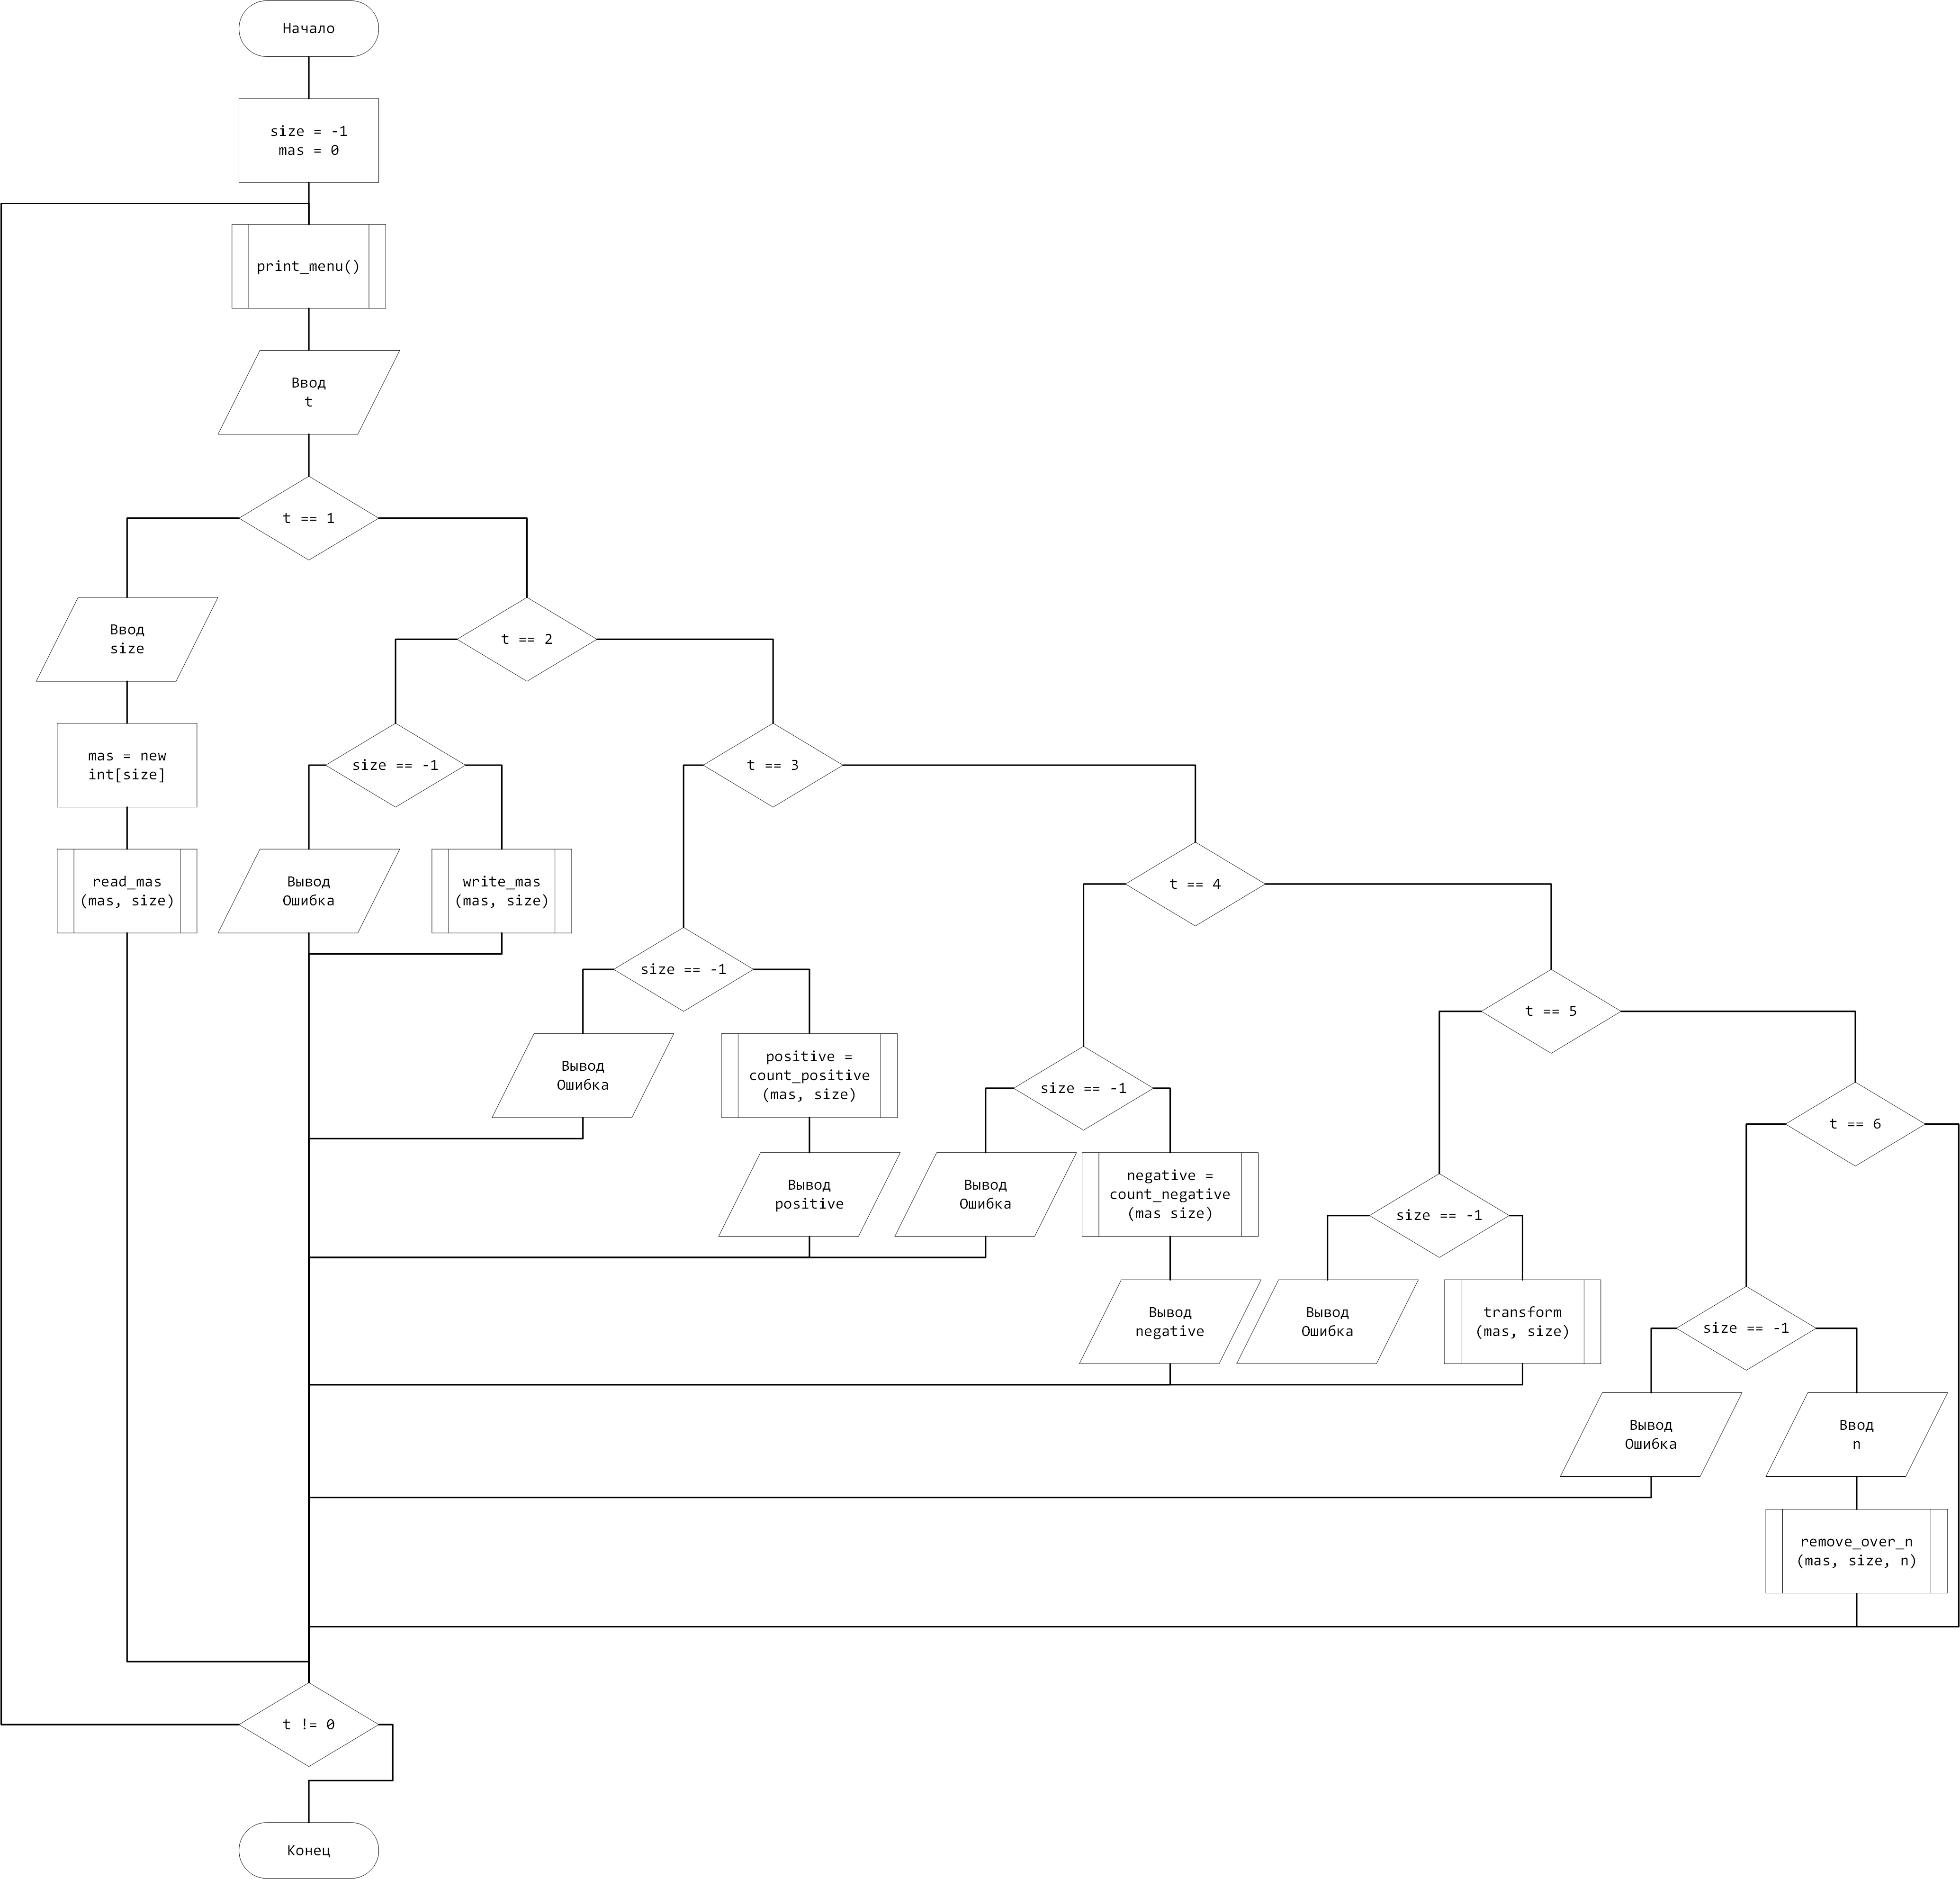 Начало
size = -1
mas = 0
print_menu()
Ввод
t
t == 1
Ввод
size
t == 2
mas = new
int[size]
size == -1
t == 3
read_mas
(mas, size)
Вывод
Ошибка
write_mas
(mas, size)
t == 4
size == -1
t == 5
Вывод
Ошибка
positive =
count_positive
(mas, size)
size == -1
t == 6
Вывод
positive
Вывод
Ошибка
negative =
count_negative
(mas size)
size == -1
Вывод
negative
Вывод
Ошибка
transform
(mas, size)
size == -1
Вывод
Ошибка
Ввод
n
remove_over_n
(mas, size, n)
t != 0
Конец